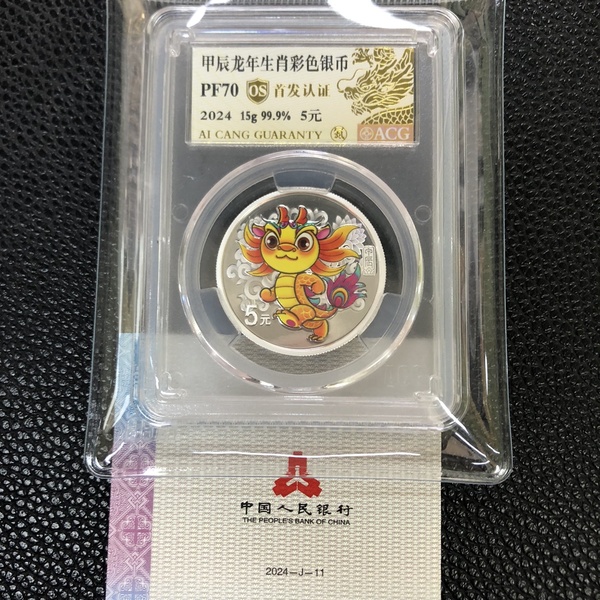 甲辰龙年生肖彩色银币
PF70 OS 首发认证
2024 15g 99.9% 5元
AI CANG GUARANTY ACG
5元
中国人民银行
THE PEOPLE'S BANK OF CHINA
2024-J-11